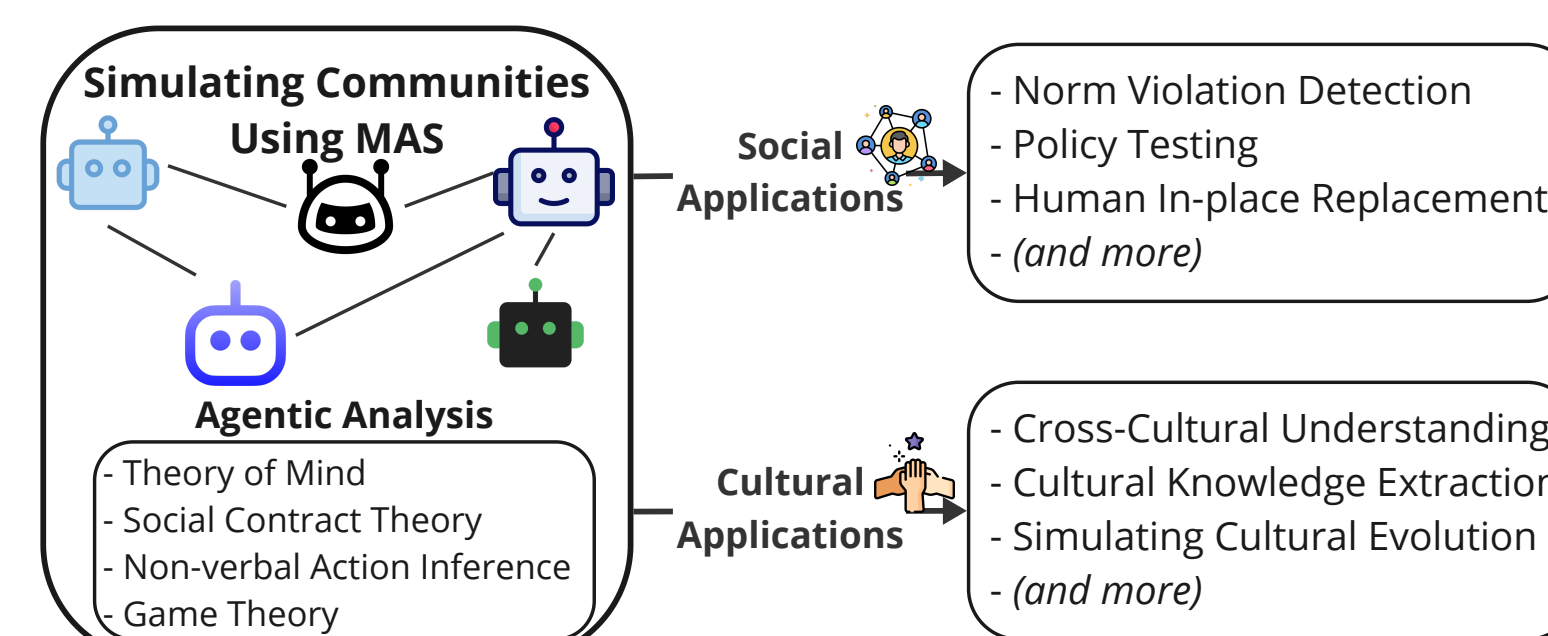 Simulating Communities
Using MAS
Agentic Analysis
- Theory of Mind
- Social Contract Theory
- Non-verbal Action Inference
- Game Theory
Social
Applications
- Norm Violation Detection
- Policy Testing
- Human In-place Replacement
- (and more)
Cultural
Applications
- Cross-Cultural Understanding
- Cultural Knowledge Extraction
- Simulating Cultural Evolution
- (and more)